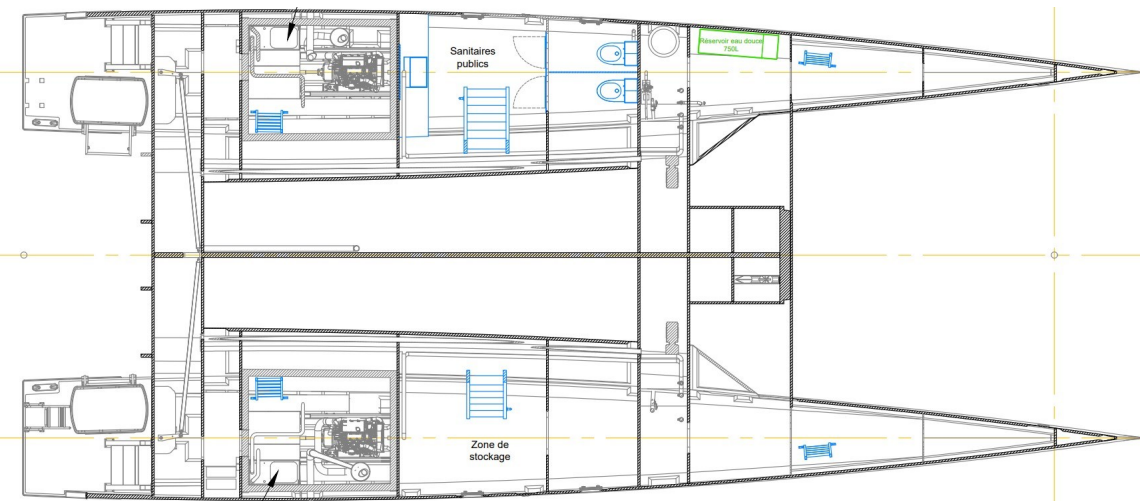 Sanitaires
publics
Réservoir eau douce
750L
Zone de
stockage